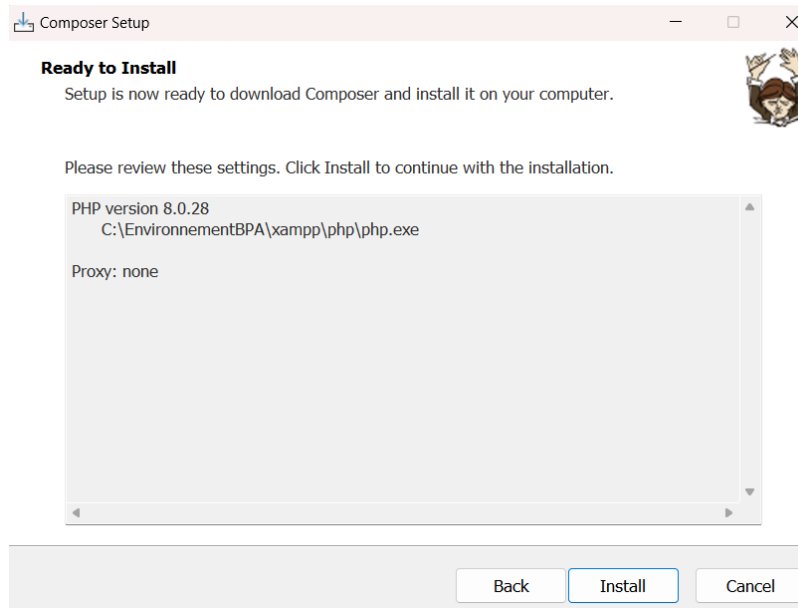 Composer Setup
Ready to Install
Setup is now ready to download Composer and install it on your computer.
Please review these settings. Click Install to continue with the installation.
PHP version 8.0.28
C:\EnvironnementBPA\xampp\php\php.exe
Proxy: none
Back
Install
Cancel